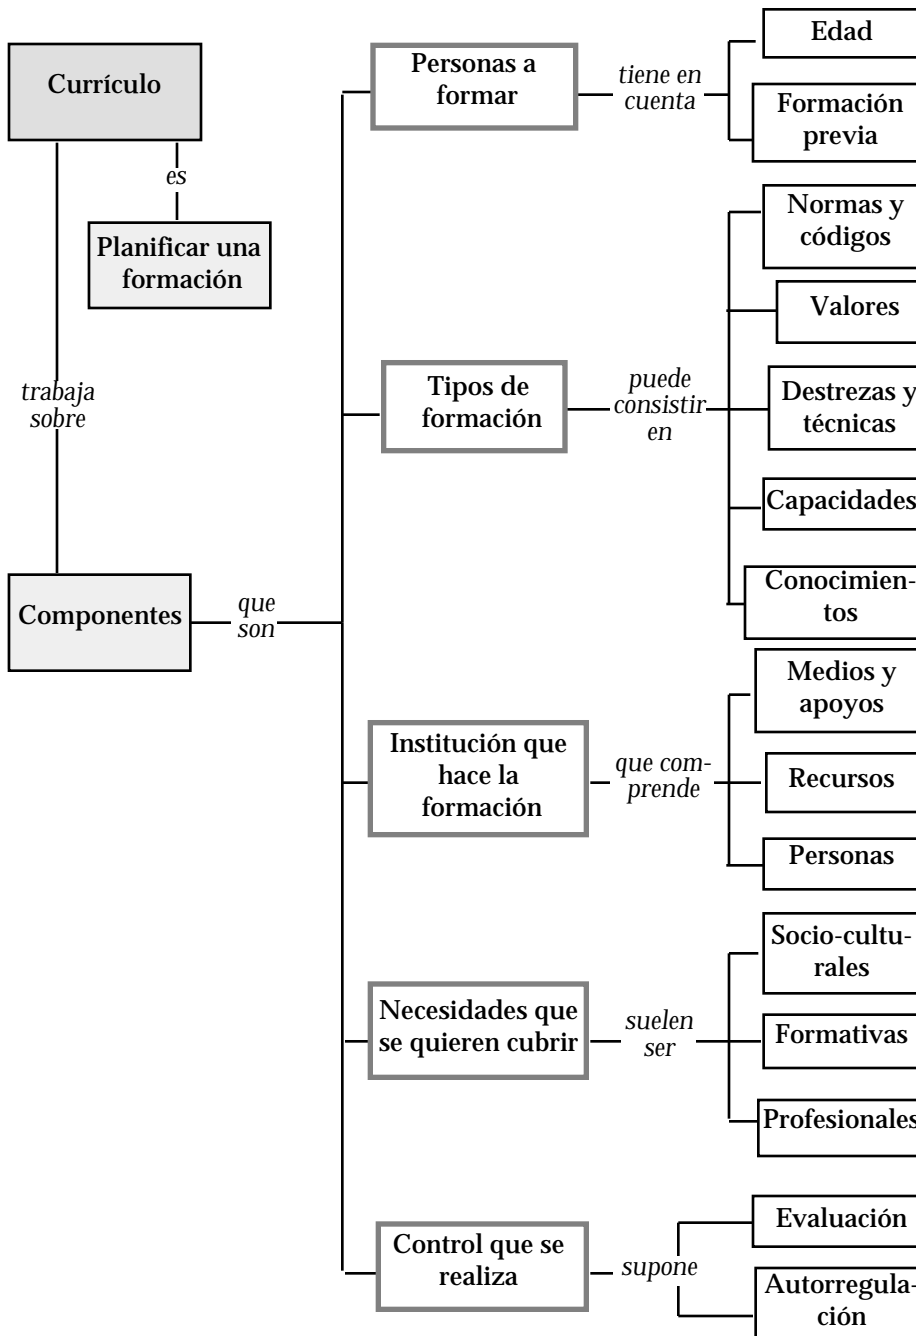 Currículo
es
Planificar una
formación
trabaja
sobre
Componentes
que
son
Personas a
formar
tiene en
cuenta
Edad
Formación
previa
Tipos de
formación
puede
consistir
en
Normas y
códigos
Valores
Destrezas y
técnicas
Capacidades
Conocimien-
tos
Institución que
hace la
formación
que com-
prende
Medios y
apoyos
Recursos
Personas
Necesidades que
se quieren cubrir
suelen
ser
Socio-cultu-
rales
Formativas
Profesionales
Control que se
realiza
supone
Evaluación
Autorregula-
ción